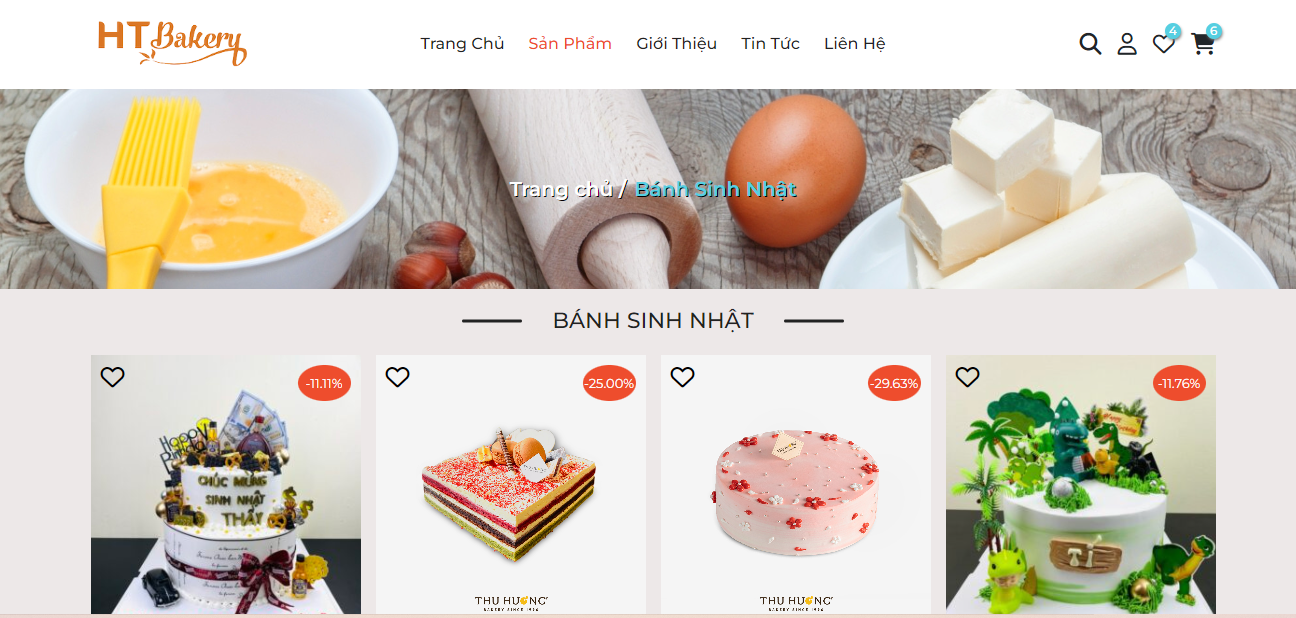 HT Bakery
Trang Chủ Sản Phẩm Giới Thiệu Tin Tức Liên Hệ
4 6
Trang chủ / Bánh Sinh Nhật
BÁNH SINH NHẬT
-11.11% -25.00% -29.63% -11.76%
Happy
CHÚC MỪNG
SINH NHẬT
THẦY
THU HƯƠNG
BAKERY SINCE 1996
THU HƯƠNG
BAKERY SINCE 1996